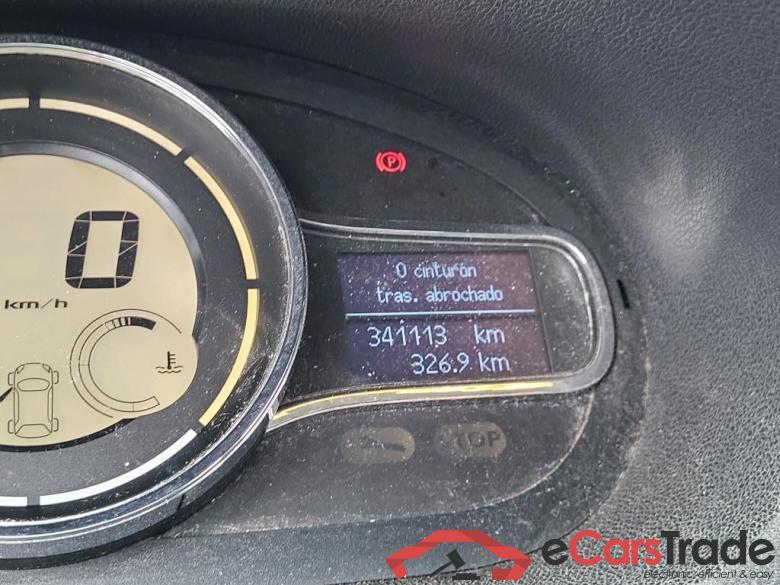 P
0
km/h
0 cinturón
tras. abrochado
341113 km
326.9 km
STOP
eCarsTrade
electronic, efficient & easy